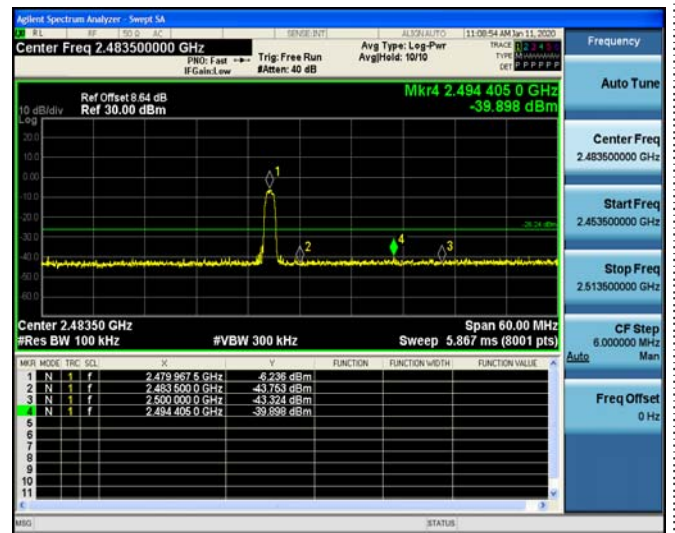 Agilent Spectrum Analyzer - Swept SA
RL RF 50 Ω AC SENSE:INT ALIGN AUTO 11:08:54 AM Jan 11, 2020
Center Freq 2.483500000 GHz
PNO: Fast Trig: Free Run Avg Type: Log-Pwr TRACE 1 2 3 4 5 6
IFGain:Low #Atten: 40 dB Avg|Hold: 10/10 TYPE
DET P P P P P P
Frequency
Auto Tune
Mkr4 2.494 405 0 GHz
Ref Offset 8.64 dB
10 dB/div Ref 30.00 dBm -39.898 dBm
Log
20.0
10.0
0.00
-10.0
-20.0
-30.0
-40.0
-50.0
-60.0
1
2
4
3
-26.24 dBm
Center 2.48350 GHz Span 60.00 MHz
#Res BW 100 kHz #VBW 300 kHz Sweep 5.867 ms (8001 pts)
Center Freq
2.483500000 GHz
Start Freq
2.453500000 GHz
Stop Freq
2.513500000 GHz
CF Step
6.000000 MHz
Auto Man
Freq Offset
0 Hz
MKR MODE TRC SCL X Y FUNCTION FUNCTION WIDTH FUNCTION VALUE
1 N 1 f 2.479 967 5 GHz -6.236 dBm
2 N 1 f 2.483 500 0 GHz -43.753 dBm
3 N 1 f 2.500 000 0 GHz -43.324 dBm
4 N 1 f 2.494 405 0 GHz -39.898 dBm
5
6
7
8
9
10
11
MSG STATUS